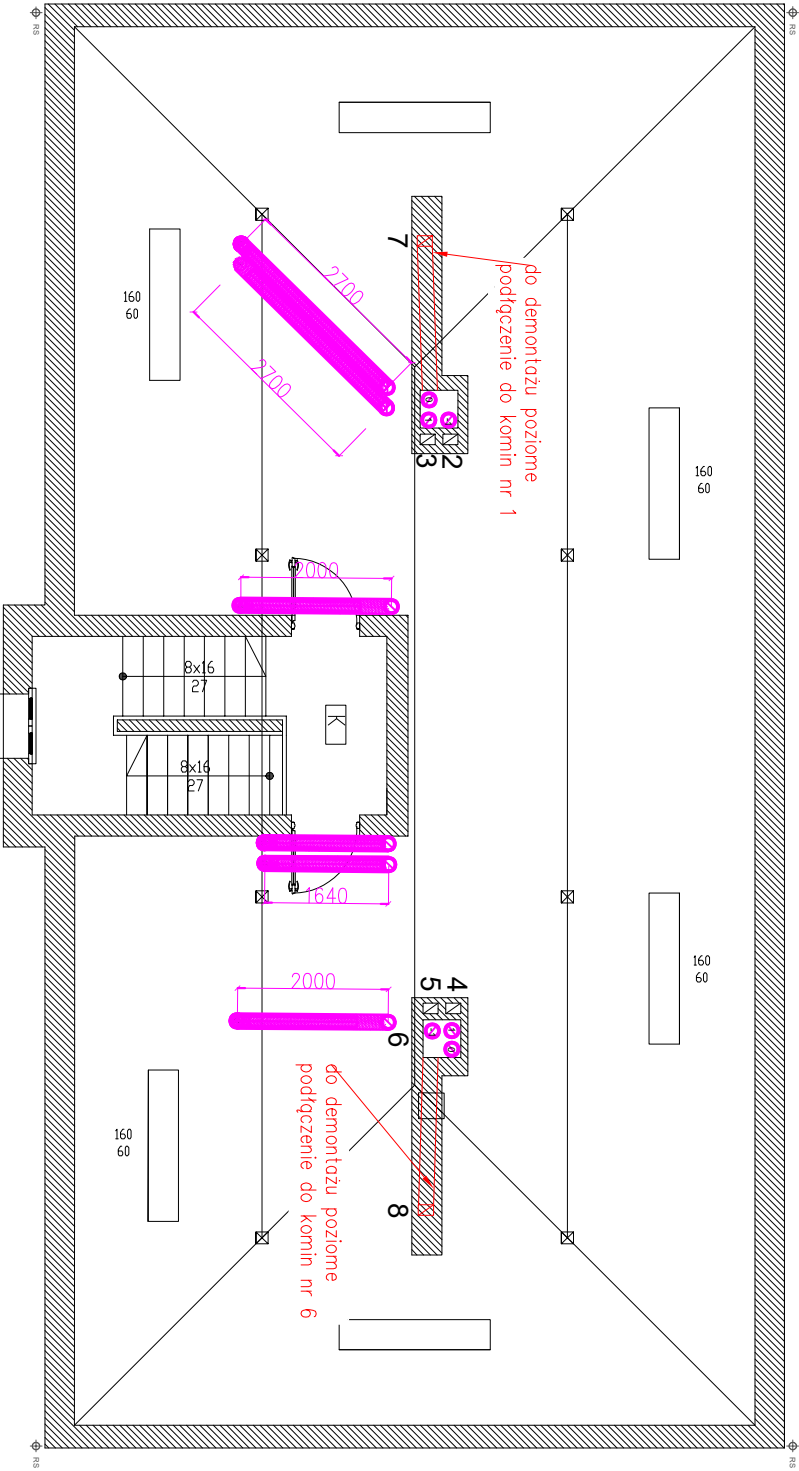 RS
RS
2700
2700
160
60
7
do demontażu poziome
podłączenie do komin nr 1
3
2
160
60
2000
8x16
27
K
8x16
27
1640
160
60
2000
5
4
6
do demontażu poziome
podłączenie do komin nr 6
8
160
60
RS
RS